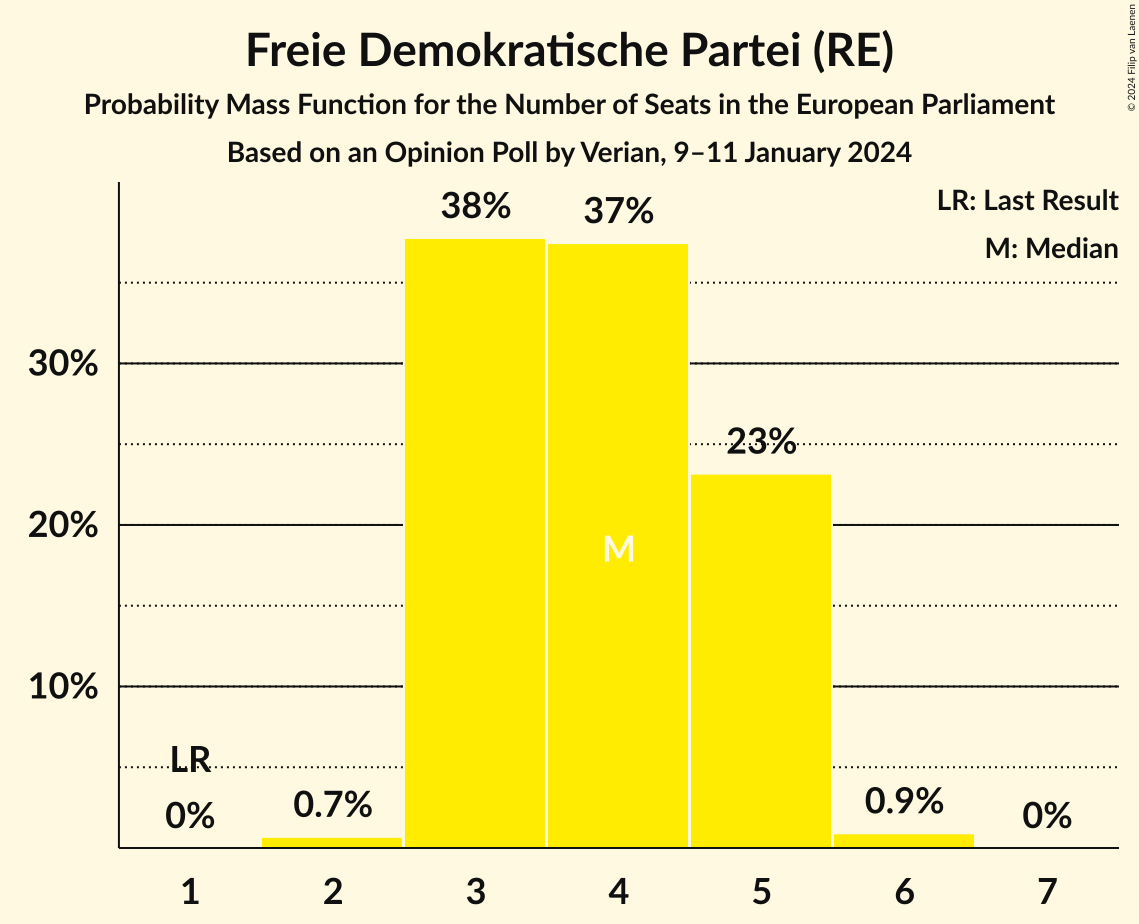 Freie Demokratische Partei (RE)
Probability Mass Function for the Number of Seats in the European Parliament
Based on an Opinion Poll by Verian, 9–11 January 2024
© 2024 Filip van Laenen
LR: Last Result
M: Median
38%
37%
30%
23%
20%
M
10%
LR
0%
0.7%
0.9%
0%
1 2 3 4 5 6 7